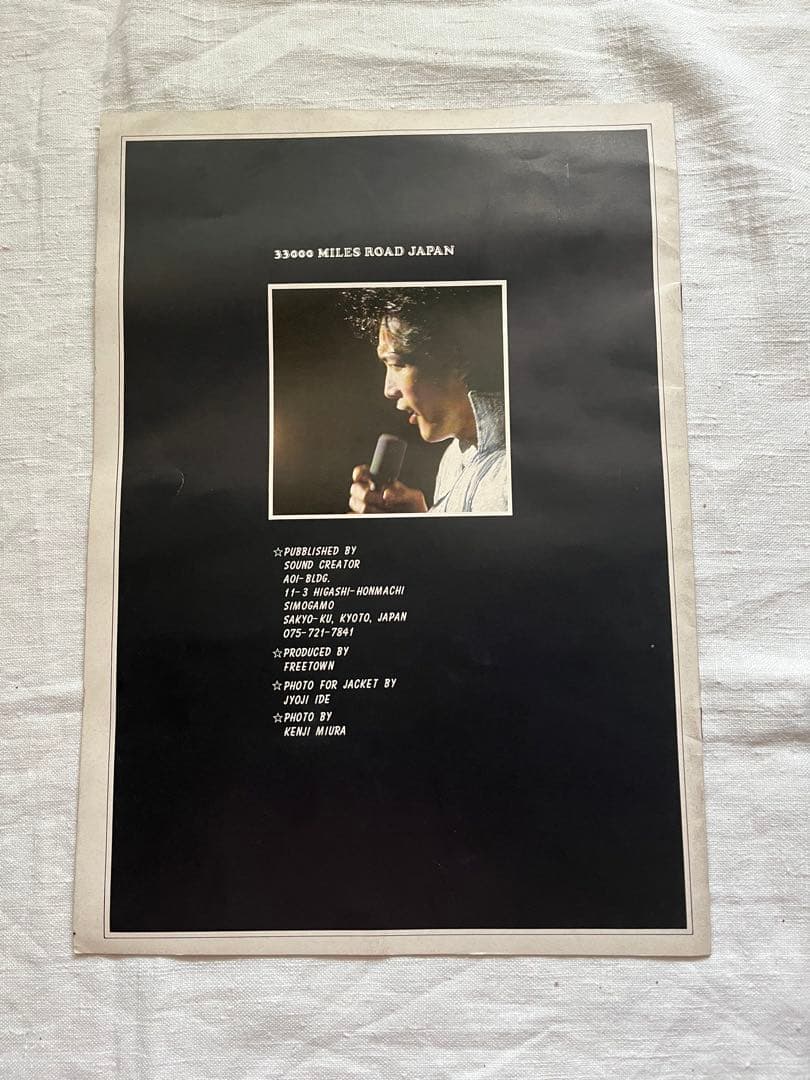 33000 MILES ROAD JAPAN
☆PUBBLISHED BY
SOUND CREATOR
AOI-BLDG.
11-3 HIGASHI-HONMACHI
SIMOGAMO
SAKYO-KU, KYOTO, JAPAN
075-721-7841
☆PRODUCED BY
FREETOWN
☆PHOTO FOR JACKET BY
JYOJI IDE
☆PHOTO BY
KENJI MIURA